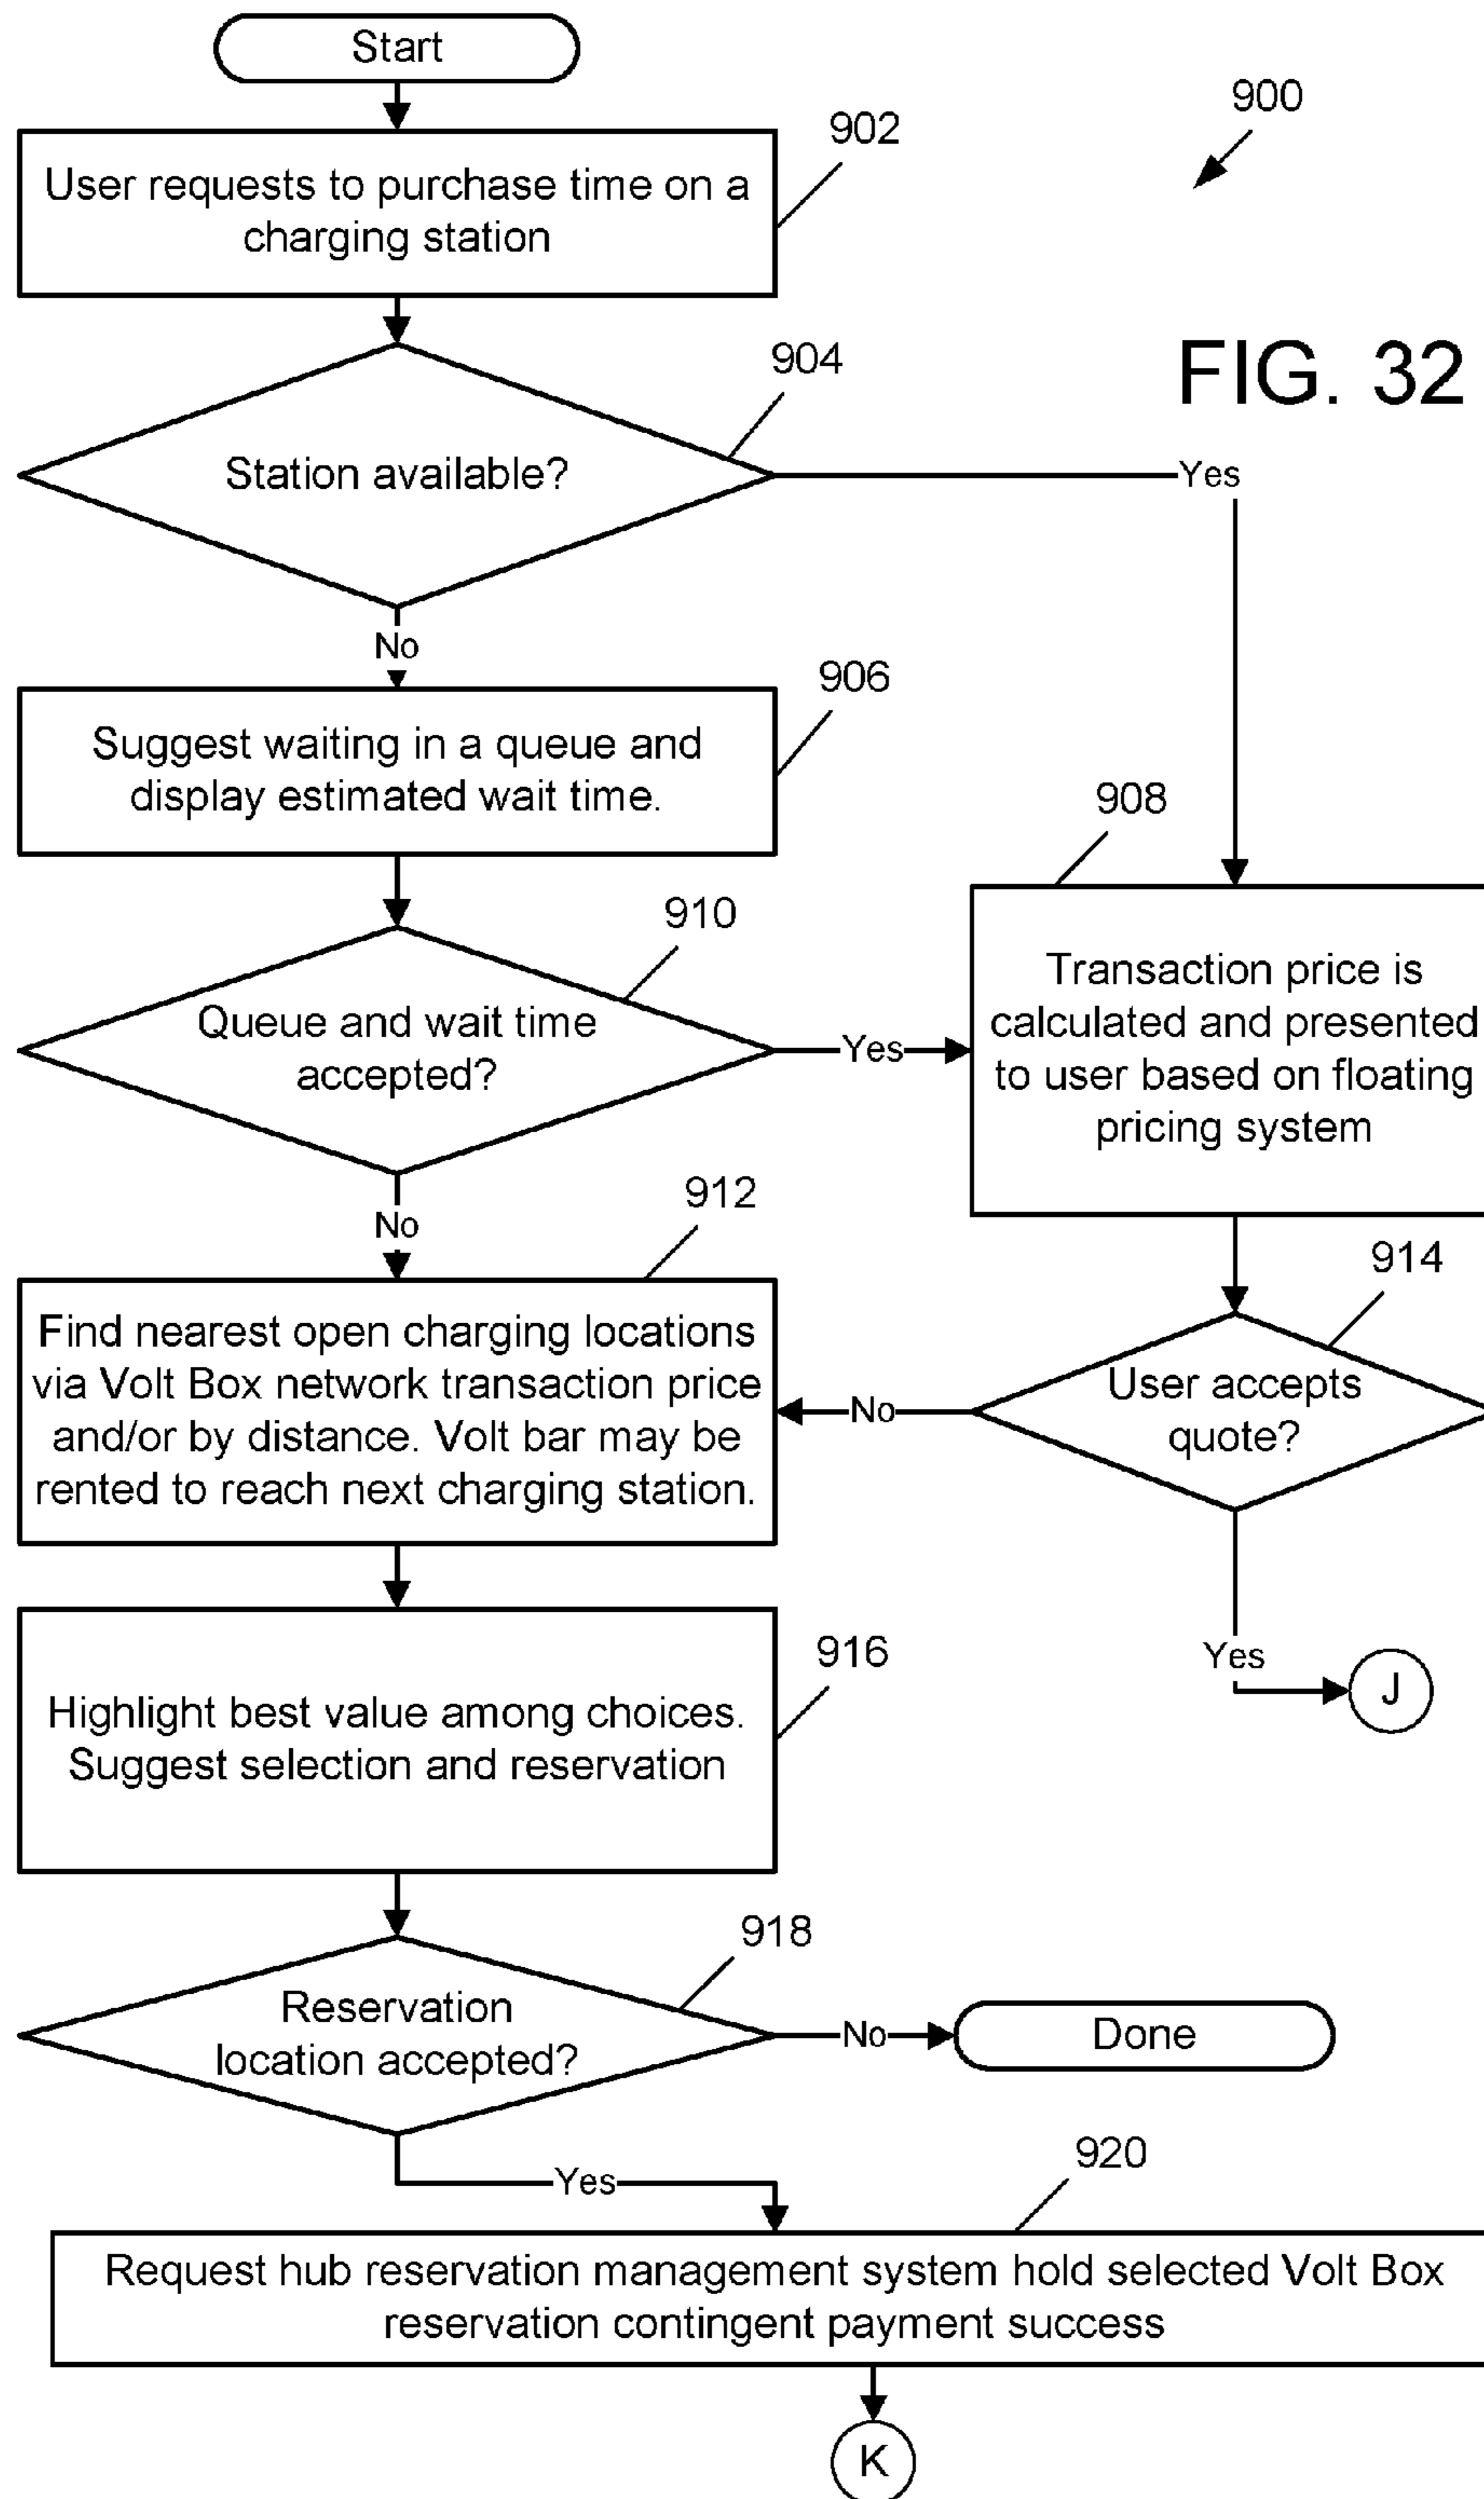 Start
900
902
User requests to purchase time on a
charging station
FIG. 32
904
Station available?
Yes
No
906
Suggest waiting in a queue and
display estimated wait time.
908
Transaction price is
calculated and presented
to user based on floating
pricing system
910
Queue and wait time
accepted?
Yes
No
912
Find nearest open charging locations
via Volt Box network transaction price
and/or by distance. Volt bar may be
rented to reach next charging station.
914
User accepts
quote?
No
Yes
J
916
Highlight best value among choices.
Suggest selection and reservation
918
Reservation
location accepted?
No
Done
Yes
920
Request hub reservation management system hold selected Volt Box
reservation contingent payment success
K